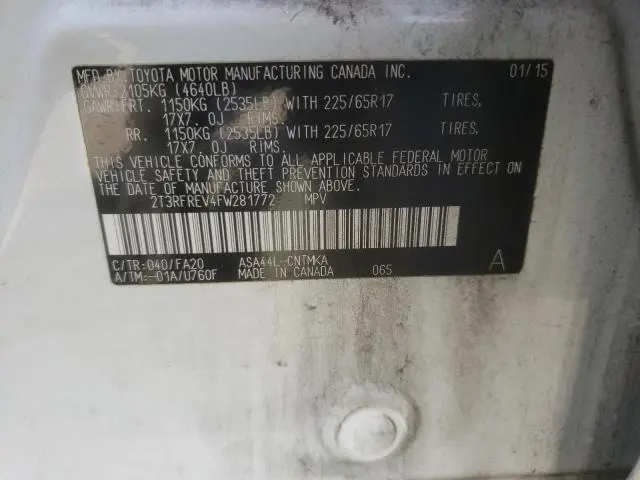 MFD.BY:TOYOTA MOTOR MANUFACTURING CANADA INC. 01/15
GVWR:2105KG (4640LB)
GAWR:FRT. 1150KG (2535LB) WITH 225/65R17 TIRES,
17X7.0J RIMS.
RR. 1150KG (2535LB) WITH 225/65R17 TIRES,
17X7.0J RIMS.
THIS VEHICLE CONFORMS TO ALL APPLICABLE FEDERAL MOTOR
VEHICLE SAFETY AND THEFT PREVENTION STANDARDS IN EFFECT ON
THE DATE OF MANUFACTURE SHOWN ABOVE.
2T3RFREV4FW281772 MPV
C/TR:040/FA20 ASA44L-CNTMKA
A/TM:-01A/U760F MADE IN CANADA 065 A